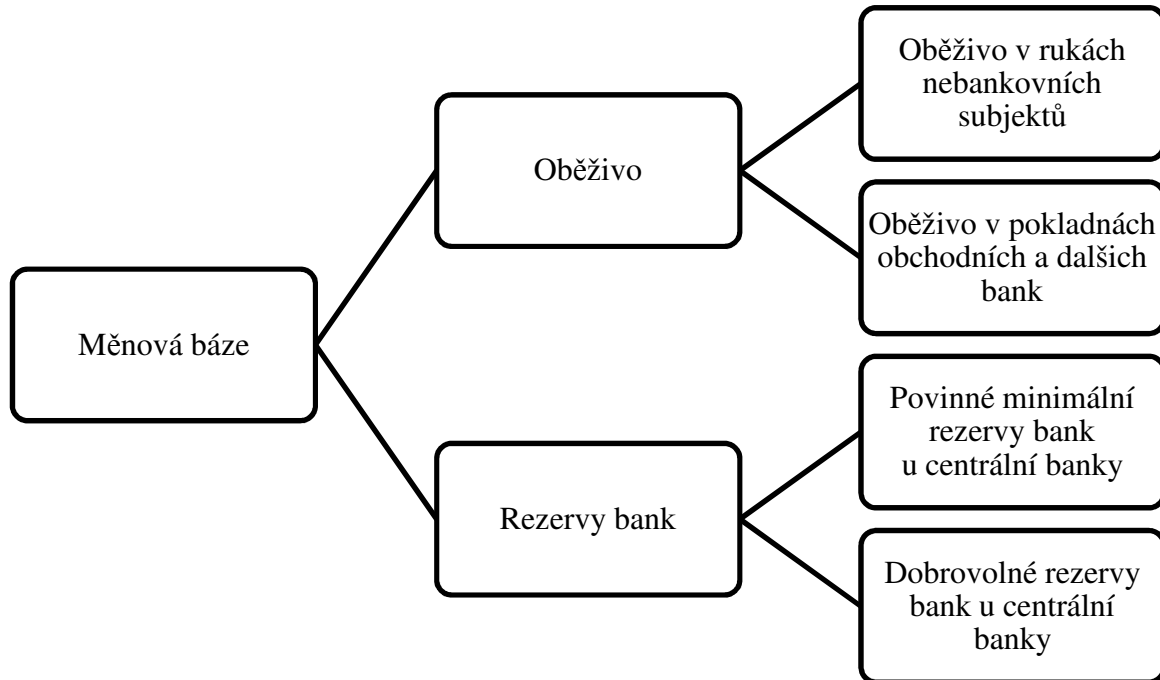 Oběživo v rukách
nebankovních
subjektů
Oběživo
Oběživo v pokladnách
obchodních a dalšich
bank
Měnová báze
Povinné minimální
rezervy bank
u centrální banky
Rezervy bank
Dobrovolné rezervy
bank u centrální
banky